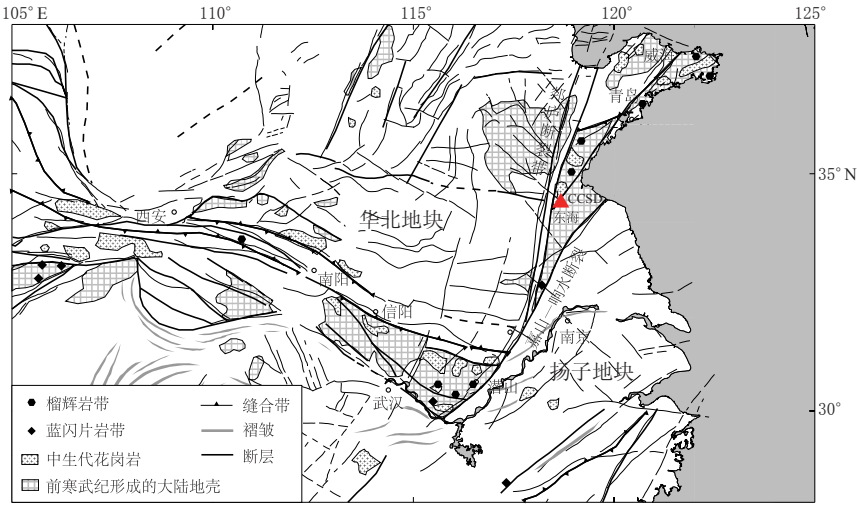 105° E
110°
115°
120°
125°
威海
青岛
郯庐断裂带
35° N
CCSD
东海
西安
华北地块
南阳
信阳
嘉山—响水断裂
南京
扬子地块
潜山
武汉
30°
榴辉岩带
缝合带
蓝闪片岩带
褶皱
中生代花岗岩
断层
前寒武纪形成的大陆地壳